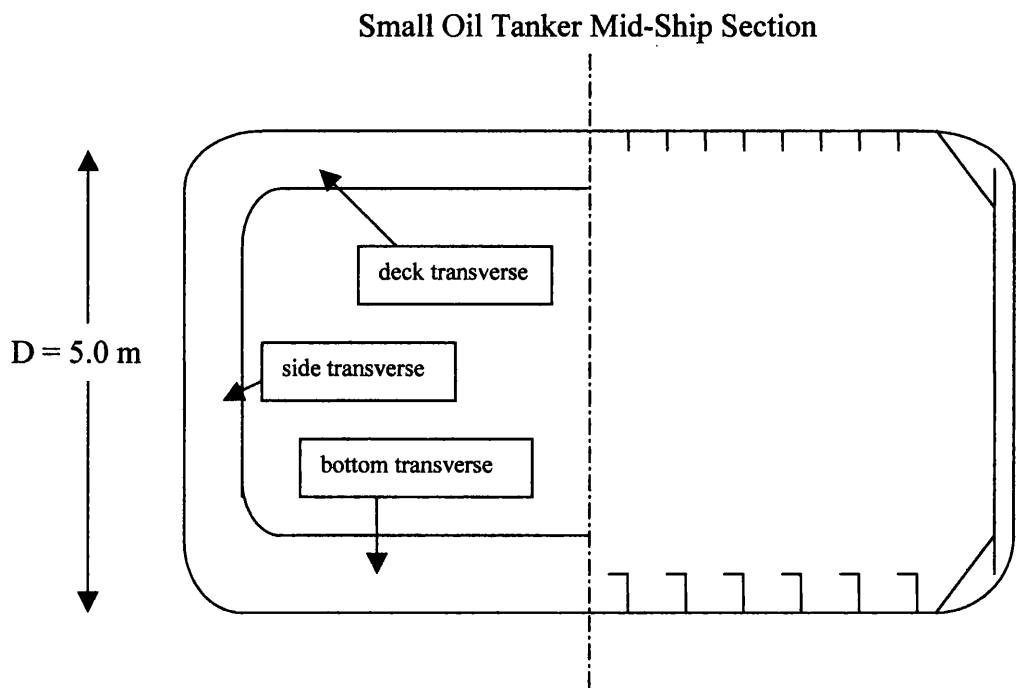 Small Oil Tanker Mid-Ship Section
deck transverse
D = 5.0 m
side transverse
bottom transverse